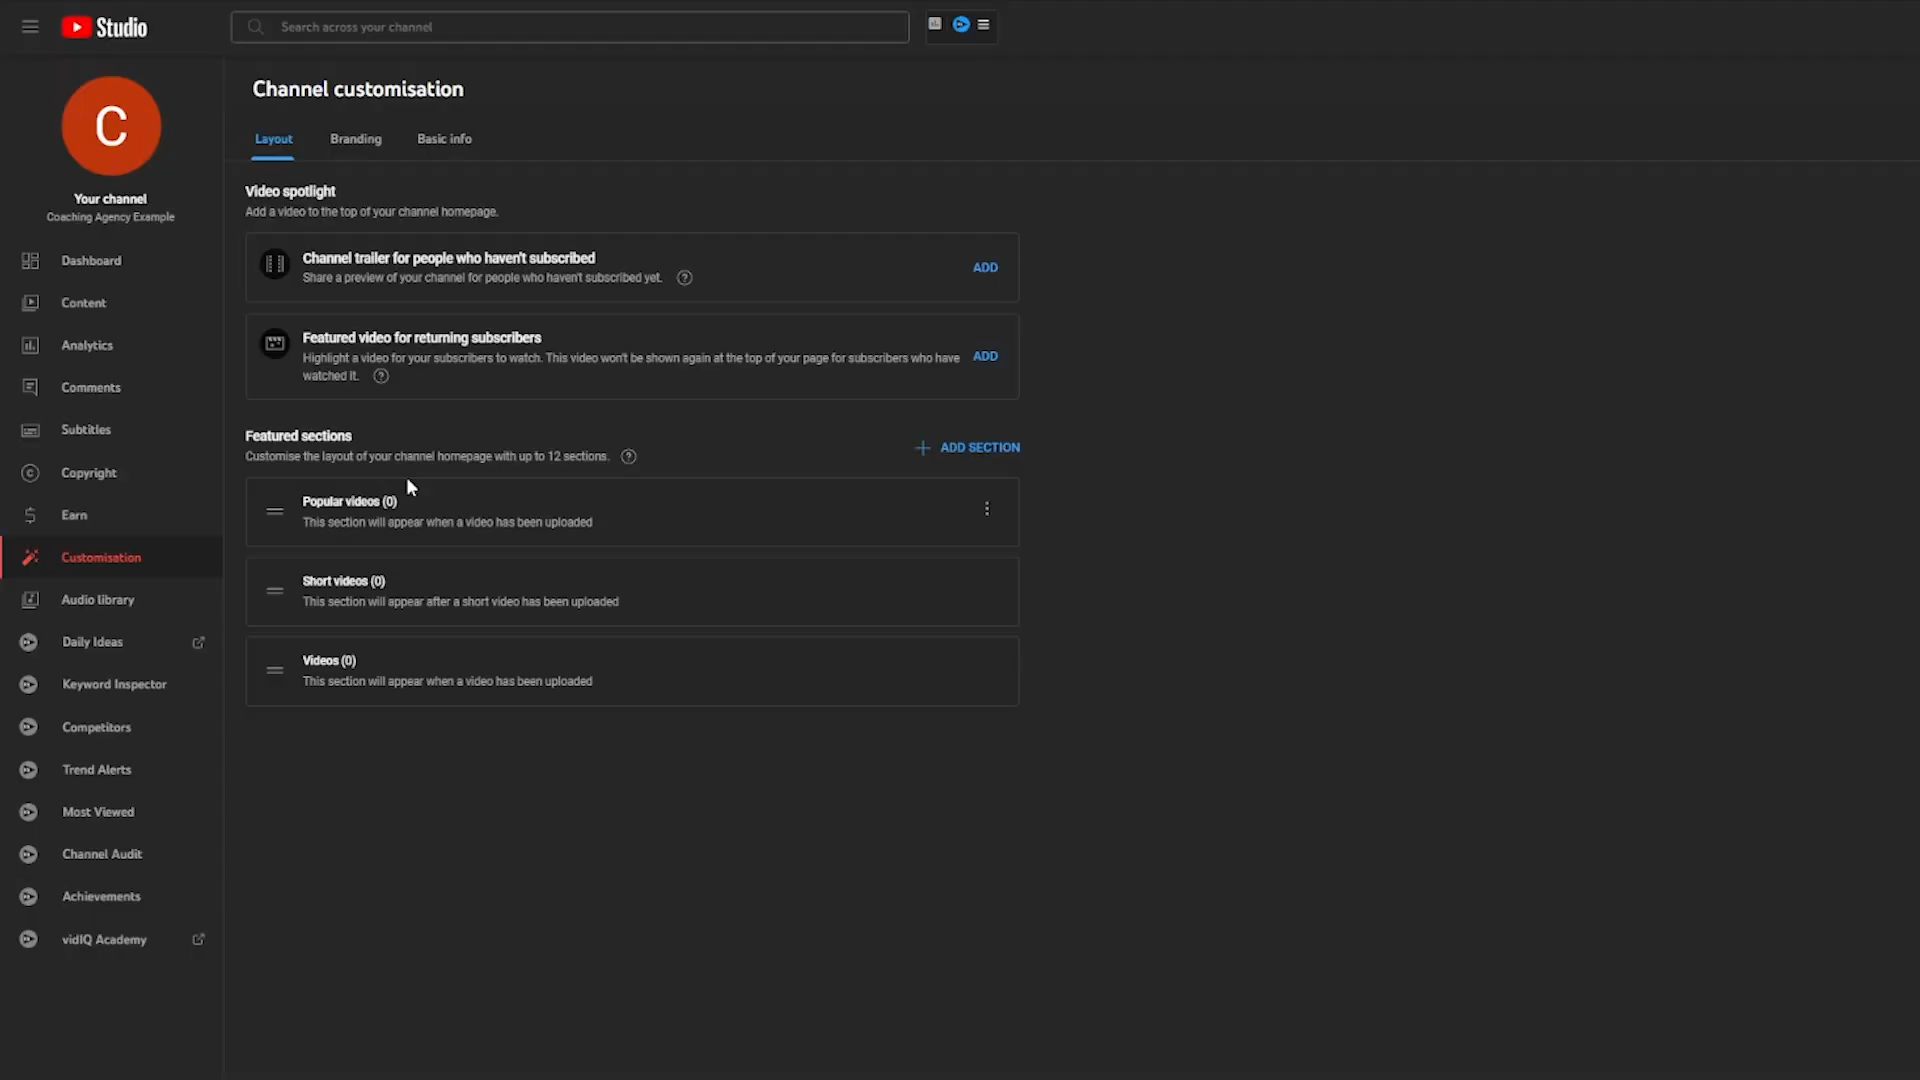 Studio
Search across your channel
C
Your channel
Coaching Agency Example
Dashboard
Content
Analytics
Comments
Subtitles
Copyright
Earn
Customisation
Audio library
Daily Ideas
Keyword Inspector
Competitors
Trend Alerts
Most Viewed
Channel Audit
Achievements
vidIQ Academy
Channel customisation
Layout
Branding
Basic info
Video spotlight
Add a video to the top of your channel homepage.
Channel trailer for people who haven't subscribed
Share a preview of your channel for people who haven't subscribed yet.
ADD
Featured video for returning subscribers
Highlight a video for your subscribers to watch. This video won't be shown again at the top of your page for subscribers who have
watched it.
ADD
Featured sections
Customise the layout of your channel homepage with up to 12 sections.
ADD SECTION
Popular videos (0)
This section will appear when a video has been uploaded
Short videos (0)
This section will appear after a short video has been uploaded
Videos (0)
This section will appear when a video has been uploaded